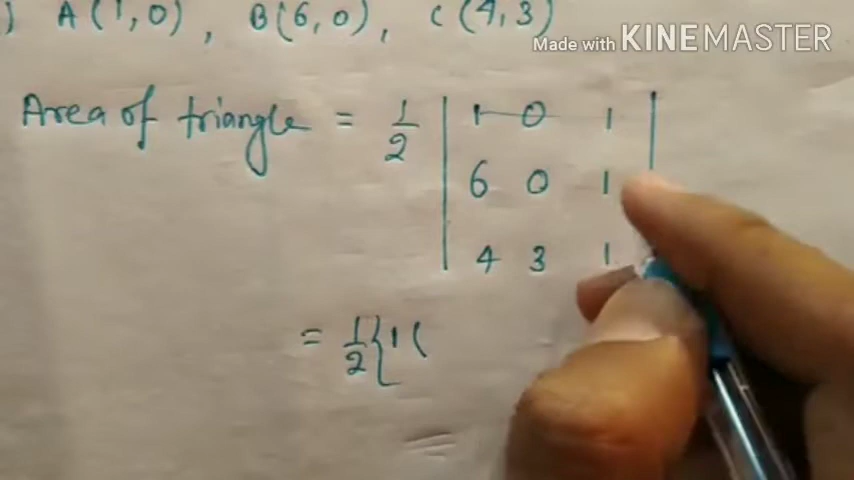 ) A(1,0), B(6,0), C(4,3)
Made with KINEMASTER
Area of triangle = 1/2 | 1 0 1 |
6 0 1
4 3 1
= 1/2 { 1 (